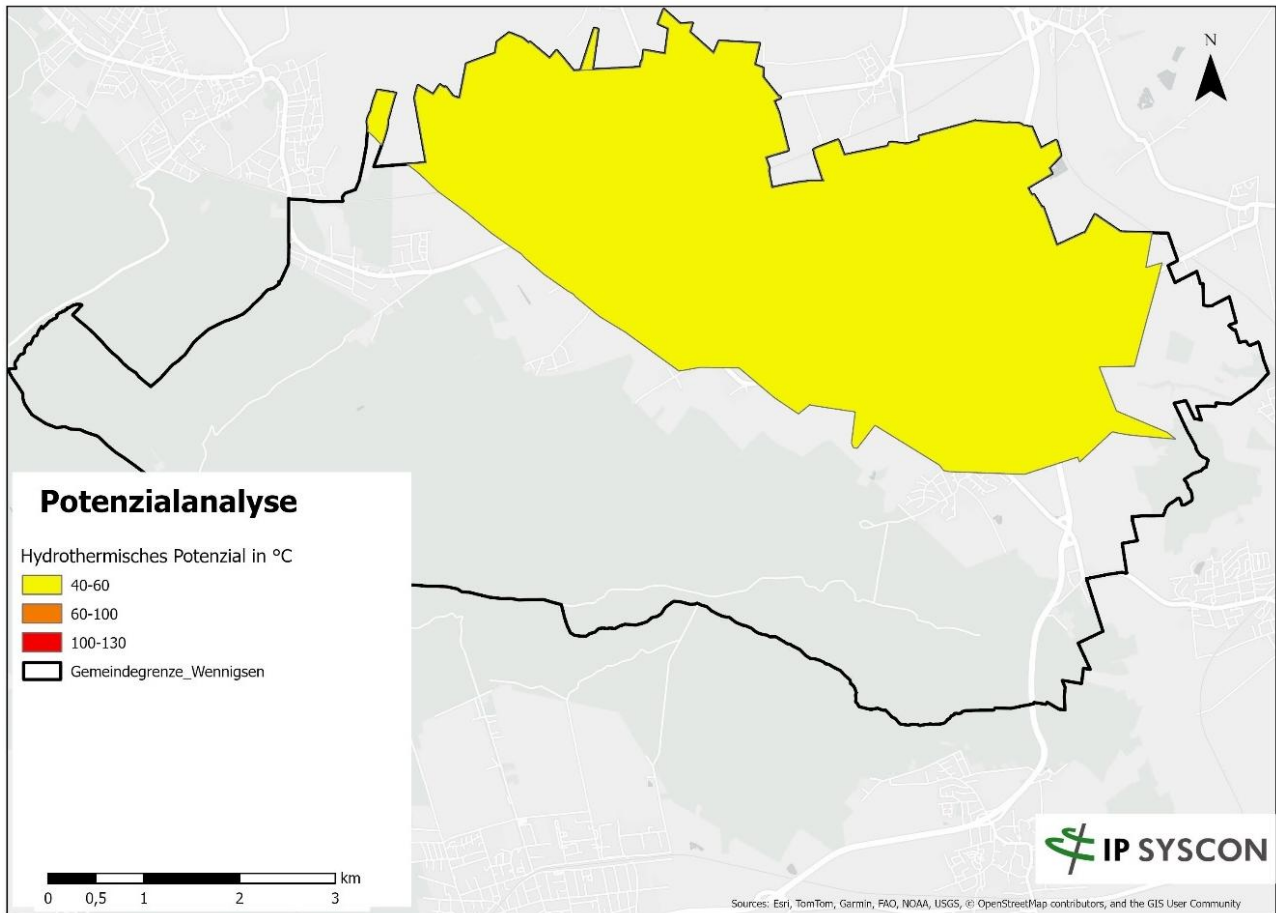 N
Potenzialanalyse
Hydrothermisches Potenzial in °C
40-60
60-100
100-130
Gemeindegrenze_Wennigsen
km
0 0,5 1 2 3
IP SYSCON
Sources: Esri, TomTom, Garmin, FAO, NOAA, USGS, © OpenStreetMap contributors, and the GIS User Community